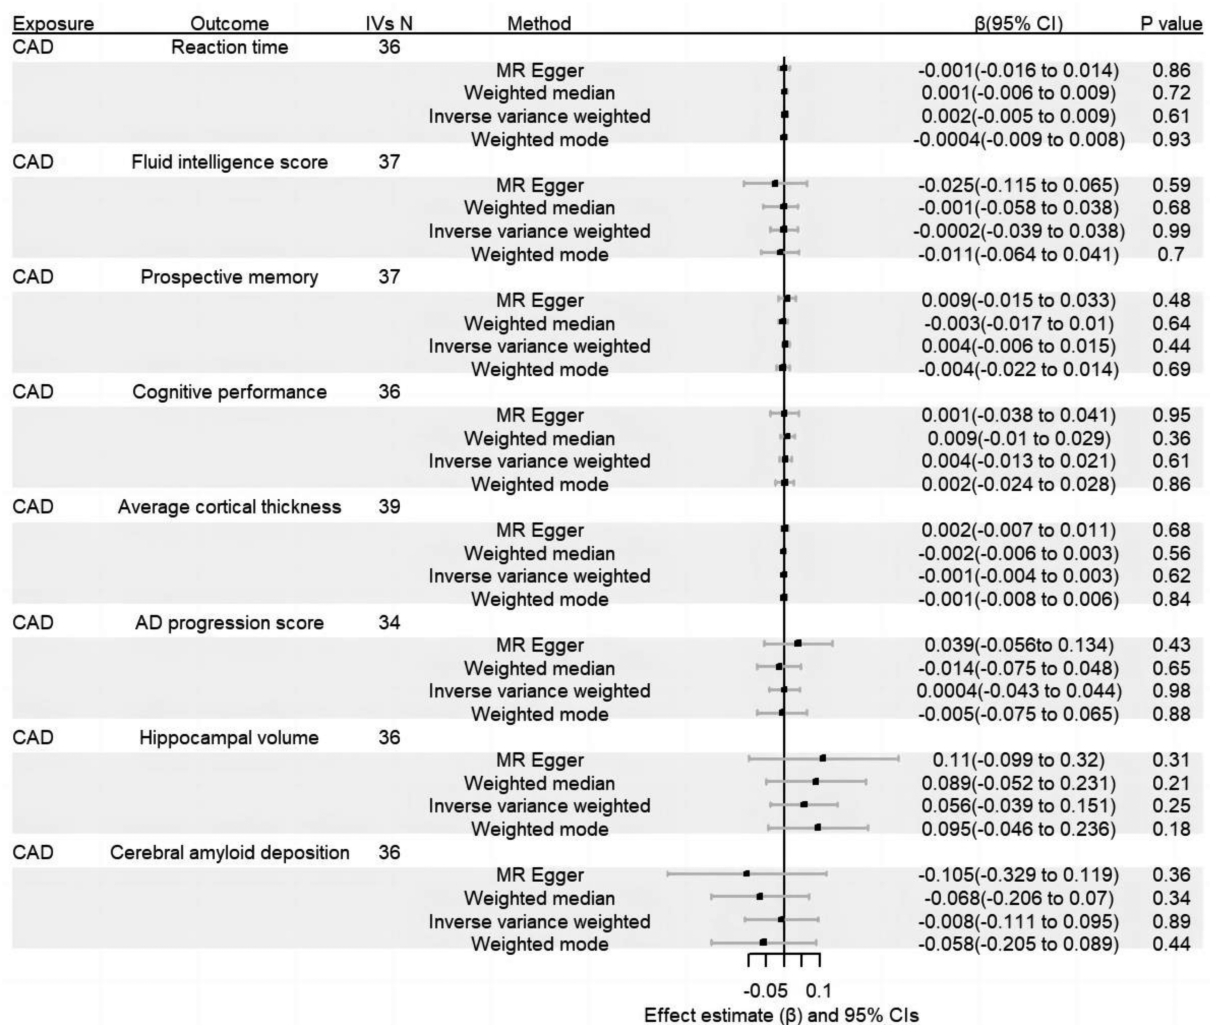 Exposure Outcome IVs N Method β(95% CI) P value
CAD Reaction time 36
MR Egger -0.001(-0.016 to 0.014) 0.86
Weighted median 0.001(-0.006 to 0.009) 0.72
Inverse variance weighted 0.002(-0.005 to 0.009) 0.61
Weighted mode -0.0004(-0.009 to 0.008) 0.93
CAD Fluid intelligence score 37
MR Egger -0.025(-0.115 to 0.065) 0.59
Weighted median -0.001(-0.058 to 0.038) 0.68
Inverse variance weighted -0.0002(-0.039 to 0.038) 0.99
Weighted mode -0.011(-0.064 to 0.041) 0.7
CAD Prospective memory 37
MR Egger 0.009(-0.015 to 0.033) 0.48
Weighted median -0.003(-0.017 to 0.01) 0.64
Inverse variance weighted 0.004(-0.006 to 0.015) 0.44
Weighted mode -0.004(-0.022 to 0.014) 0.69
CAD Cognitive performance 36
MR Egger 0.001(-0.038 to 0.041) 0.95
Weighted median 0.009(-0.01 to 0.029) 0.36
Inverse variance weighted 0.004(-0.013 to 0.021) 0.61
Weighted mode 0.002(-0.024 to 0.028) 0.86
CAD Average cortical thickness 39
MR Egger 0.002(-0.007 to 0.011) 0.68
Weighted median -0.002(-0.006 to 0.003) 0.56
Inverse variance weighted -0.001(-0.004 to 0.003) 0.62
Weighted mode -0.001(-0.008 to 0.006) 0.84
CAD AD progression score 34
MR Egger 0.039(-0.056to 0.134) 0.43
Weighted median -0.014(-0.075 to 0.048) 0.65
Inverse variance weighted 0.0004(-0.043 to 0.044) 0.98
Weighted mode -0.005(-0.075 to 0.065) 0.88
CAD Hippocampal volume 36
MR Egger 0.11(-0.099 to 0.32) 0.31
Weighted median 0.089(-0.052 to 0.231) 0.21
Inverse variance weighted 0.056(-0.039 to 0.151) 0.25
Weighted mode 0.095(-0.046 to 0.236) 0.18
CAD Cerebral amyloid deposition 36
MR Egger -0.105(-0.329 to 0.119) 0.36
Weighted median -0.068(-0.206 to 0.07) 0.34
Inverse variance weighted -0.008(-0.111 to 0.095) 0.89
Weighted mode -0.058(-0.205 to 0.089) 0.44
-0.05 0.1
Effect estimate (β) and 95% CIs